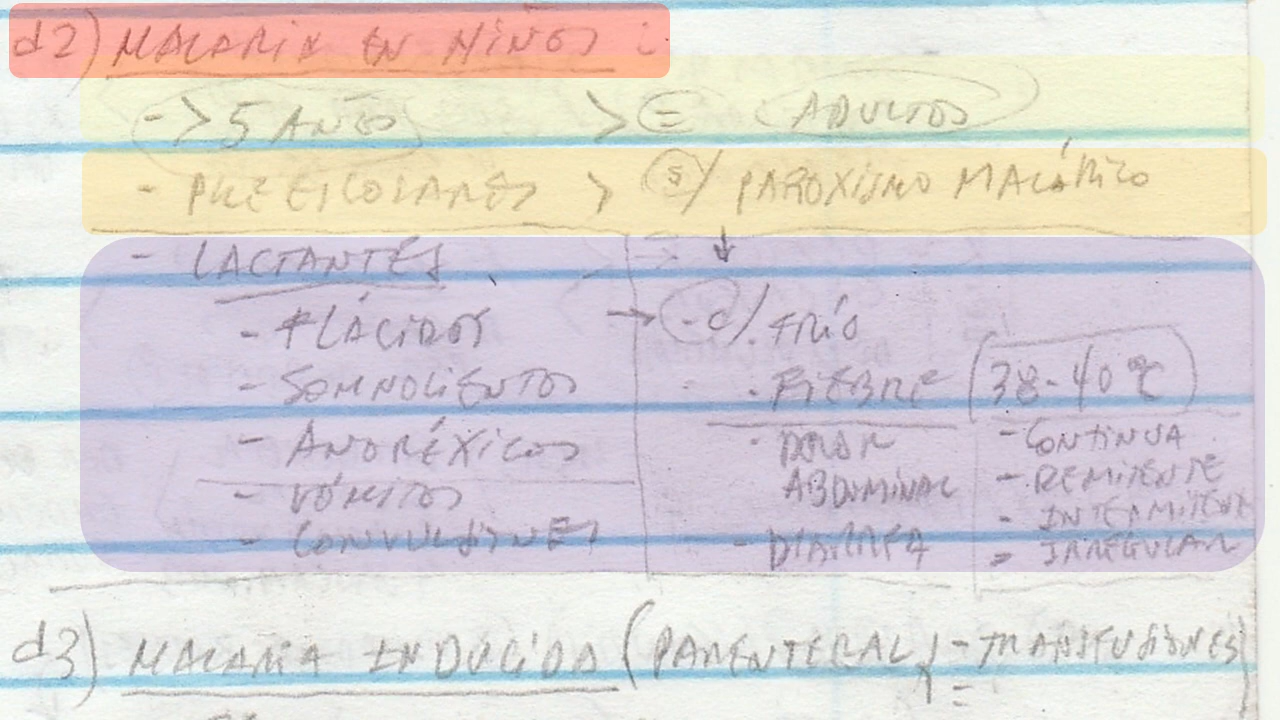 d2) MALARIA EN NIÑOS :
- > 5 AÑOS > = ADULTOS
- PREESCOLARES > S/ PAROXISMO MALÁRICO
- LACTANTES ↓
- FLÁCIDOS → - C/. FRÍO
- SOMNOLIENTOS - FIEBRE (38-40 °C)
- ANORÉXICOS - DOLOR ABDOMINAL - CONTINUA
- VÓMITOS - REMITENTE
- CONVULSIONES - DIARREA - INTERMITENTE
- IRREGULAR
d3) MALARIA INDUCIDA (PARENTERAL) - TRANSFUSIONES